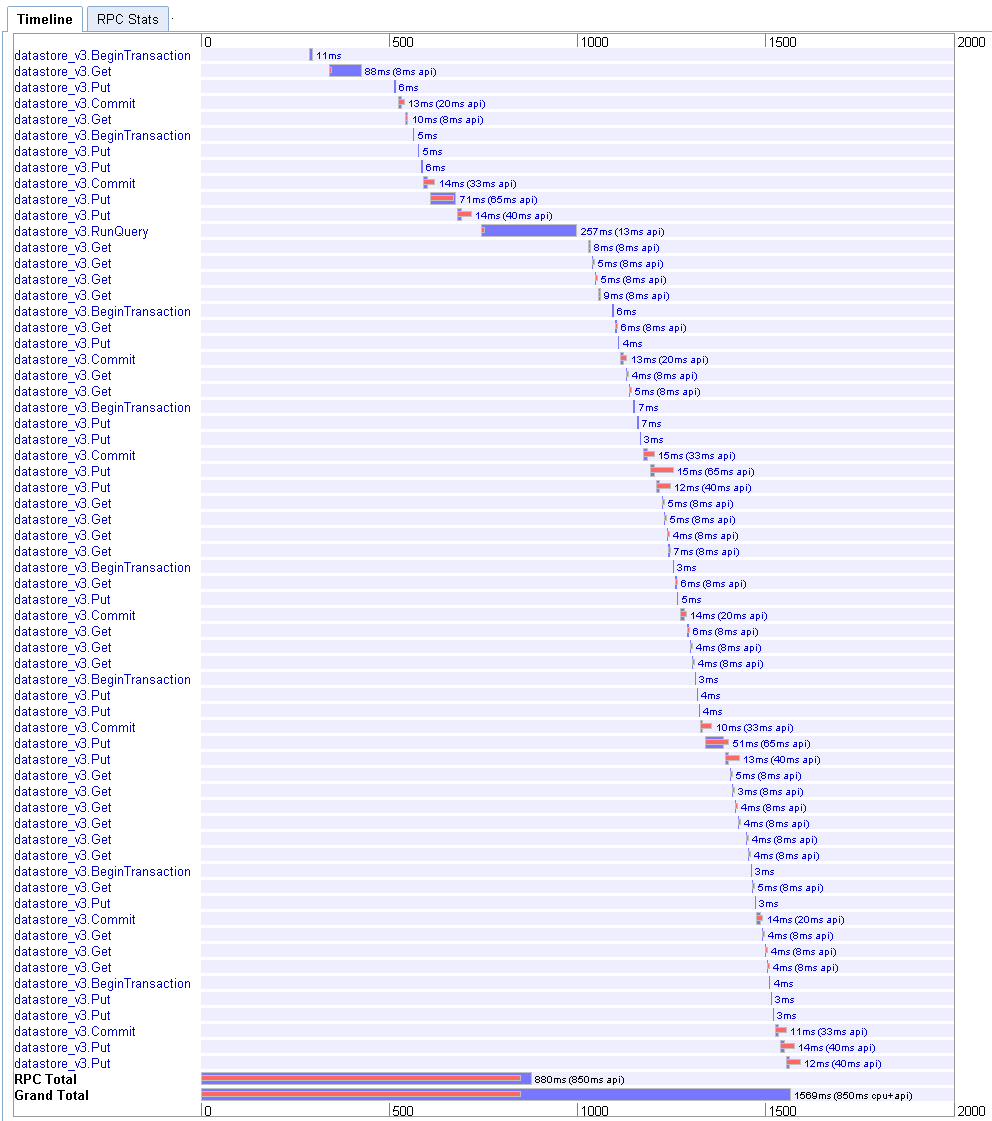 Timeline RPC Stats
0 500 1000 1500 2000
datastore_v3.BeginTransaction 11ms
datastore_v3.Get 88ms (8ms api)
datastore_v3.Put 6ms
datastore_v3.Commit 13ms (20ms api)
datastore_v3.Get 10ms (8ms api)
datastore_v3.BeginTransaction 5ms
datastore_v3.Put 5ms
datastore_v3.Put 6ms
datastore_v3.Commit 14ms (33ms api)
datastore_v3.Put 71ms (65ms api)
datastore_v3.Put 14ms (40ms api)
datastore_v3.RunQuery 257ms (13ms api)
datastore_v3.Get 8ms (8ms api)
datastore_v3.Get 5ms (8ms api)
datastore_v3.Get 5ms (8ms api)
datastore_v3.Get 9ms (8ms api)
datastore_v3.BeginTransaction 6ms
datastore_v3.Get 6ms (8ms api)
datastore_v3.Put 4ms
datastore_v3.Commit 13ms (20ms api)
datastore_v3.Get 4ms (8ms api)
datastore_v3.Get 5ms (8ms api)
datastore_v3.BeginTransaction 7ms
datastore_v3.Put 7ms
datastore_v3.Put 3ms
datastore_v3.Commit 15ms (33ms api)
datastore_v3.Put 15ms (65ms api)
datastore_v3.Put 12ms (40ms api)
datastore_v3.Get 5ms (8ms api)
datastore_v3.Get 5ms (8ms api)
datastore_v3.Get 4ms (8ms api)
datastore_v3.Get 7ms (8ms api)
datastore_v3.BeginTransaction 3ms
datastore_v3.Get 6ms (8ms api)
datastore_v3.Put 5ms
datastore_v3.Commit 14ms (20ms api)
datastore_v3.Get 6ms (8ms api)
datastore_v3.Get 4ms (8ms api)
datastore_v3.Get 4ms (8ms api)
datastore_v3.BeginTransaction 3ms
datastore_v3.Put 4ms
datastore_v3.Put 4ms
datastore_v3.Commit 10ms (33ms api)
datastore_v3.Put 51ms (65ms api)
datastore_v3.Put 13ms (40ms api)
datastore_v3.Get 5ms (8ms api)
datastore_v3.Get 3ms (8ms api)
datastore_v3.Get 4ms (8ms api)
datastore_v3.Get 4ms (8ms api)
datastore_v3.Get 4ms (8ms api)
datastore_v3.Get 4ms (8ms api)
datastore_v3.BeginTransaction 3ms
datastore_v3.Get 5ms (8ms api)
datastore_v3.Put 3ms
datastore_v3.Commit 14ms (20ms api)
datastore_v3.Get 4ms (8ms api)
datastore_v3.Get 4ms (8ms api)
datastore_v3.Get 4ms (8ms api)
datastore_v3.BeginTransaction 4ms
datastore_v3.Put 3ms
datastore_v3.Put 3ms
datastore_v3.Commit 11ms (33ms api)
datastore_v3.Put 14ms (40ms api)
datastore_v3.Put 12ms (40ms api)
RPC Total 880ms (850ms api)
Grand Total 1569ms (850ms cpu+api)
0 500 1000 1500 2000